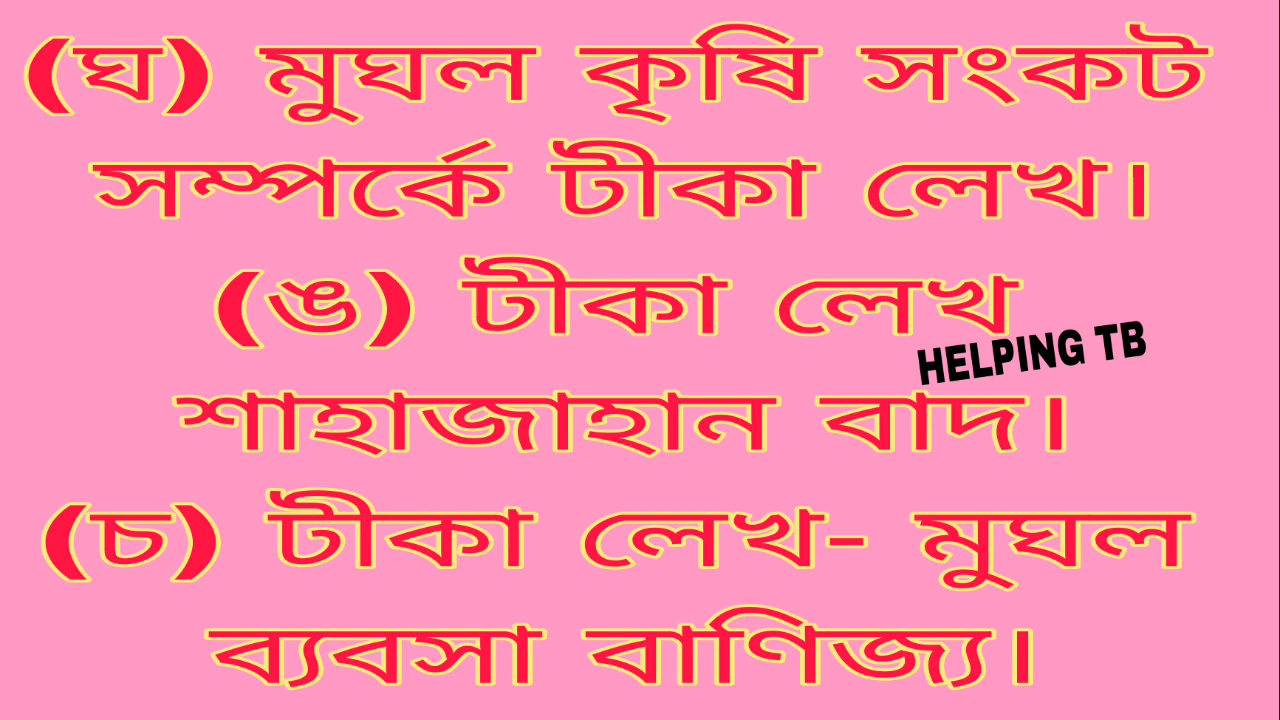 (ঘ) মুঘল কৃষি সংকট
সম্পর্কে টীকা লেখ।
(ঙ) টীকা লেখ
HELPING TB
শাহাজাহান বাদ।
(চ) টীকা লেখ- মুঘল
ব্যবসা বাণিজ্য।